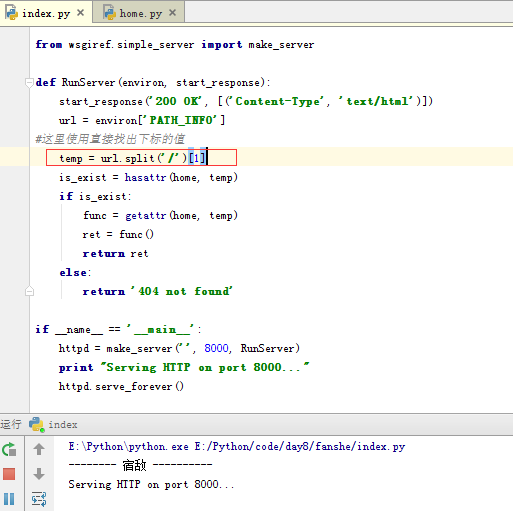 index.py × home.py ×
from wsgiref.simple_server import make_server
def RunServer(environ, start_response):
start_response('200 OK', [('Content-Type', 'text/html')])
url = environ['PATH_INFO']
#这里使用直接找出下标的值
temp = url.split('/')[1]
is_exist = hasattr(home, temp)
if is_exist:
func = getattr(home, temp)
ret = func()
return ret
else:
return '404 not found'
if __name__ == '__main__':
httpd = make_server('', 8000, RunServer)
print "Serving HTTP on port 8000..."
httpd.serve_forever()
运行 index
E:\Python\python.exe E:/Python/code/day8/fanshe/index.py
-------- 宿敌 ----------
Serving HTTP on port 8000...